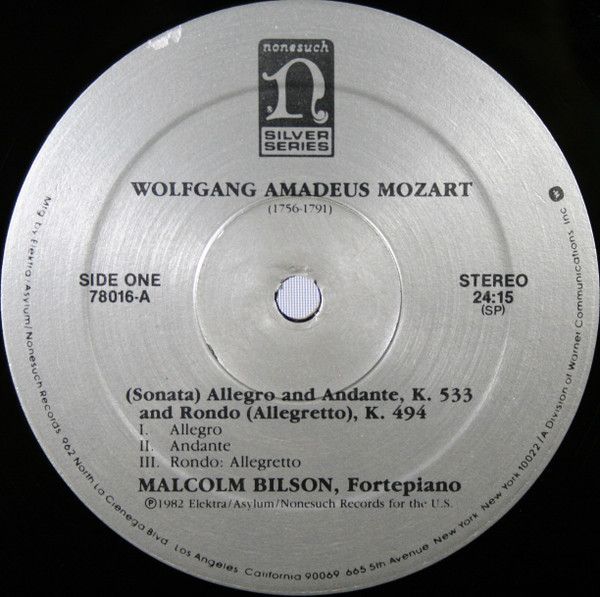 nonesuch
n
SILVER
SERIES
WOLFGANG AMADEUS MOZART
(1756-1791)
SIDE ONE
78016-A
STEREO
24:15
(SP)
(Sonata) Allegro and Andante, K. 533
and Rondo (Allegretto), K. 494
I. Allegro
II. Andante
III. Rondo: Allegretto
MALCOLM BILSON, Fortepiano
℗1982 Elektra/Asylum/Nonesuch Records for the U.S.
Mfg by Elektra/Asylum/Nonesuch Records 962 North La Cienega Blvd. Los Angeles California 90069 665 5th Avenue New York New York 10022 /A Division of Warner Communications Inc